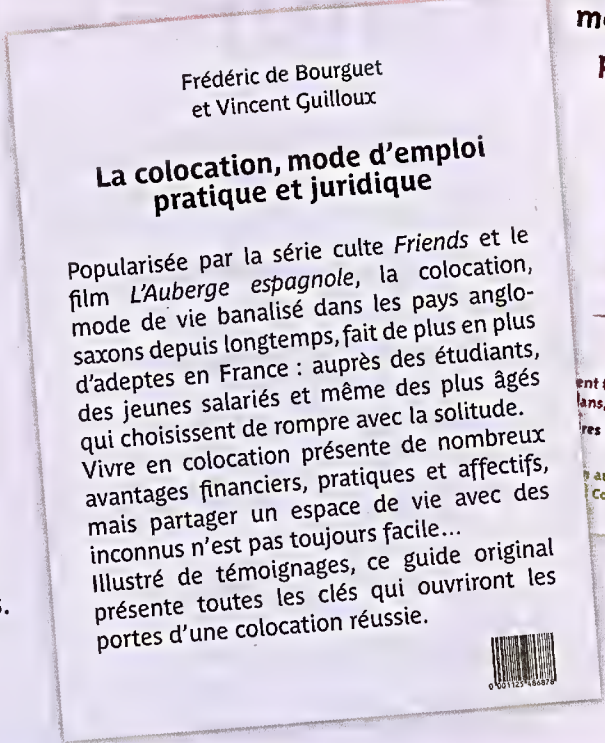 Frédéric de Bourguet
et Vincent Guilloux
La colocation, mode d'emploi
pratique et juridique
Popularisée par la série culte Friends et le
film L'Auberge espagnole, la colocation,
mode de vie banalisé dans les pays anglo-
saxons depuis longtemps, fait de plus en plus
d'adeptes en France : auprès des étudiants,
des jeunes salariés et même des plus âgés
qui choisissent de rompre avec la solitude.
Vivre en colocation présente de nombreux
avantages financiers, pratiques et affectifs,
mais partager un espace de vie avec des
inconnus n'est pas toujours facile...
Illustré de témoignages, ce guide original
présente toutes les clés qui ouvriront les
portes d'une colocation réussie.